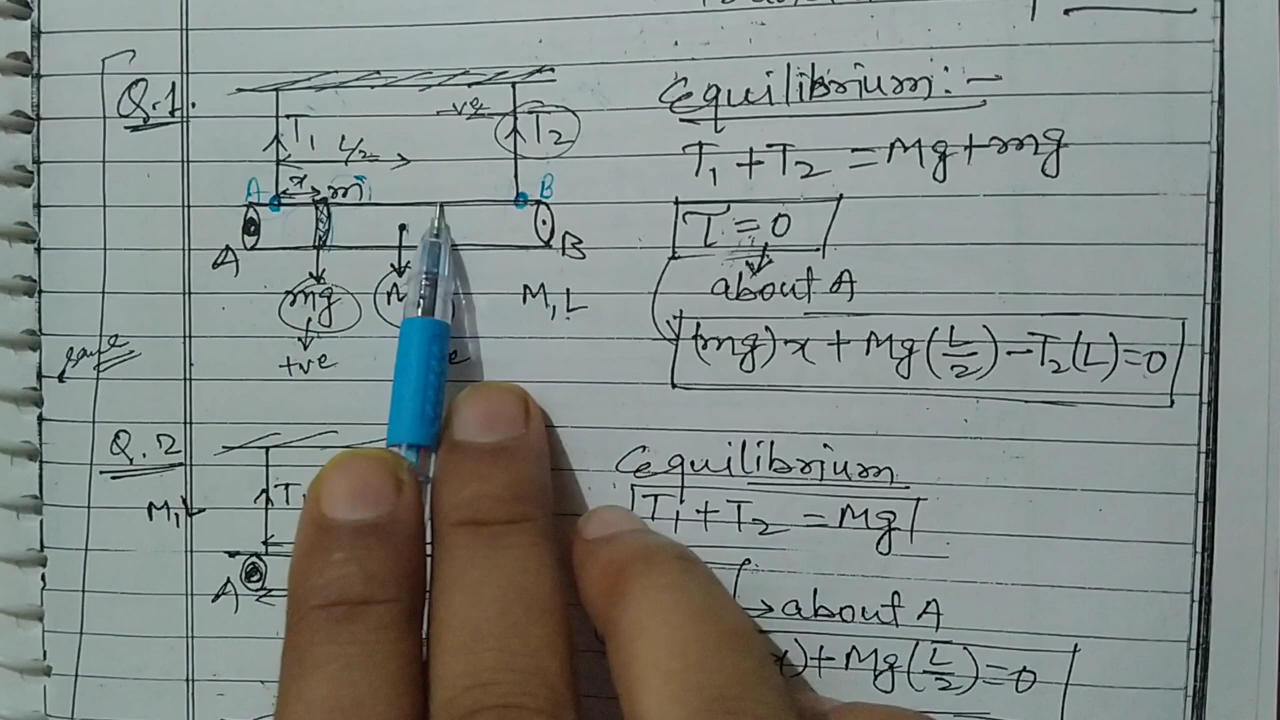 Q.1.
-ve
T1
T2
L/2
A
x
m
B
A
B
mg
M, L
+ve
Equilibrium:-
T1 + T2 = Mg + mg
τ = 0
about A
(mg)x + Mg(L/2) - T2(L) = 0
Q.2
M, L
A
Equilibrium
T1 + T2 = Mg
about A
x) + Mg(L/2) = 0